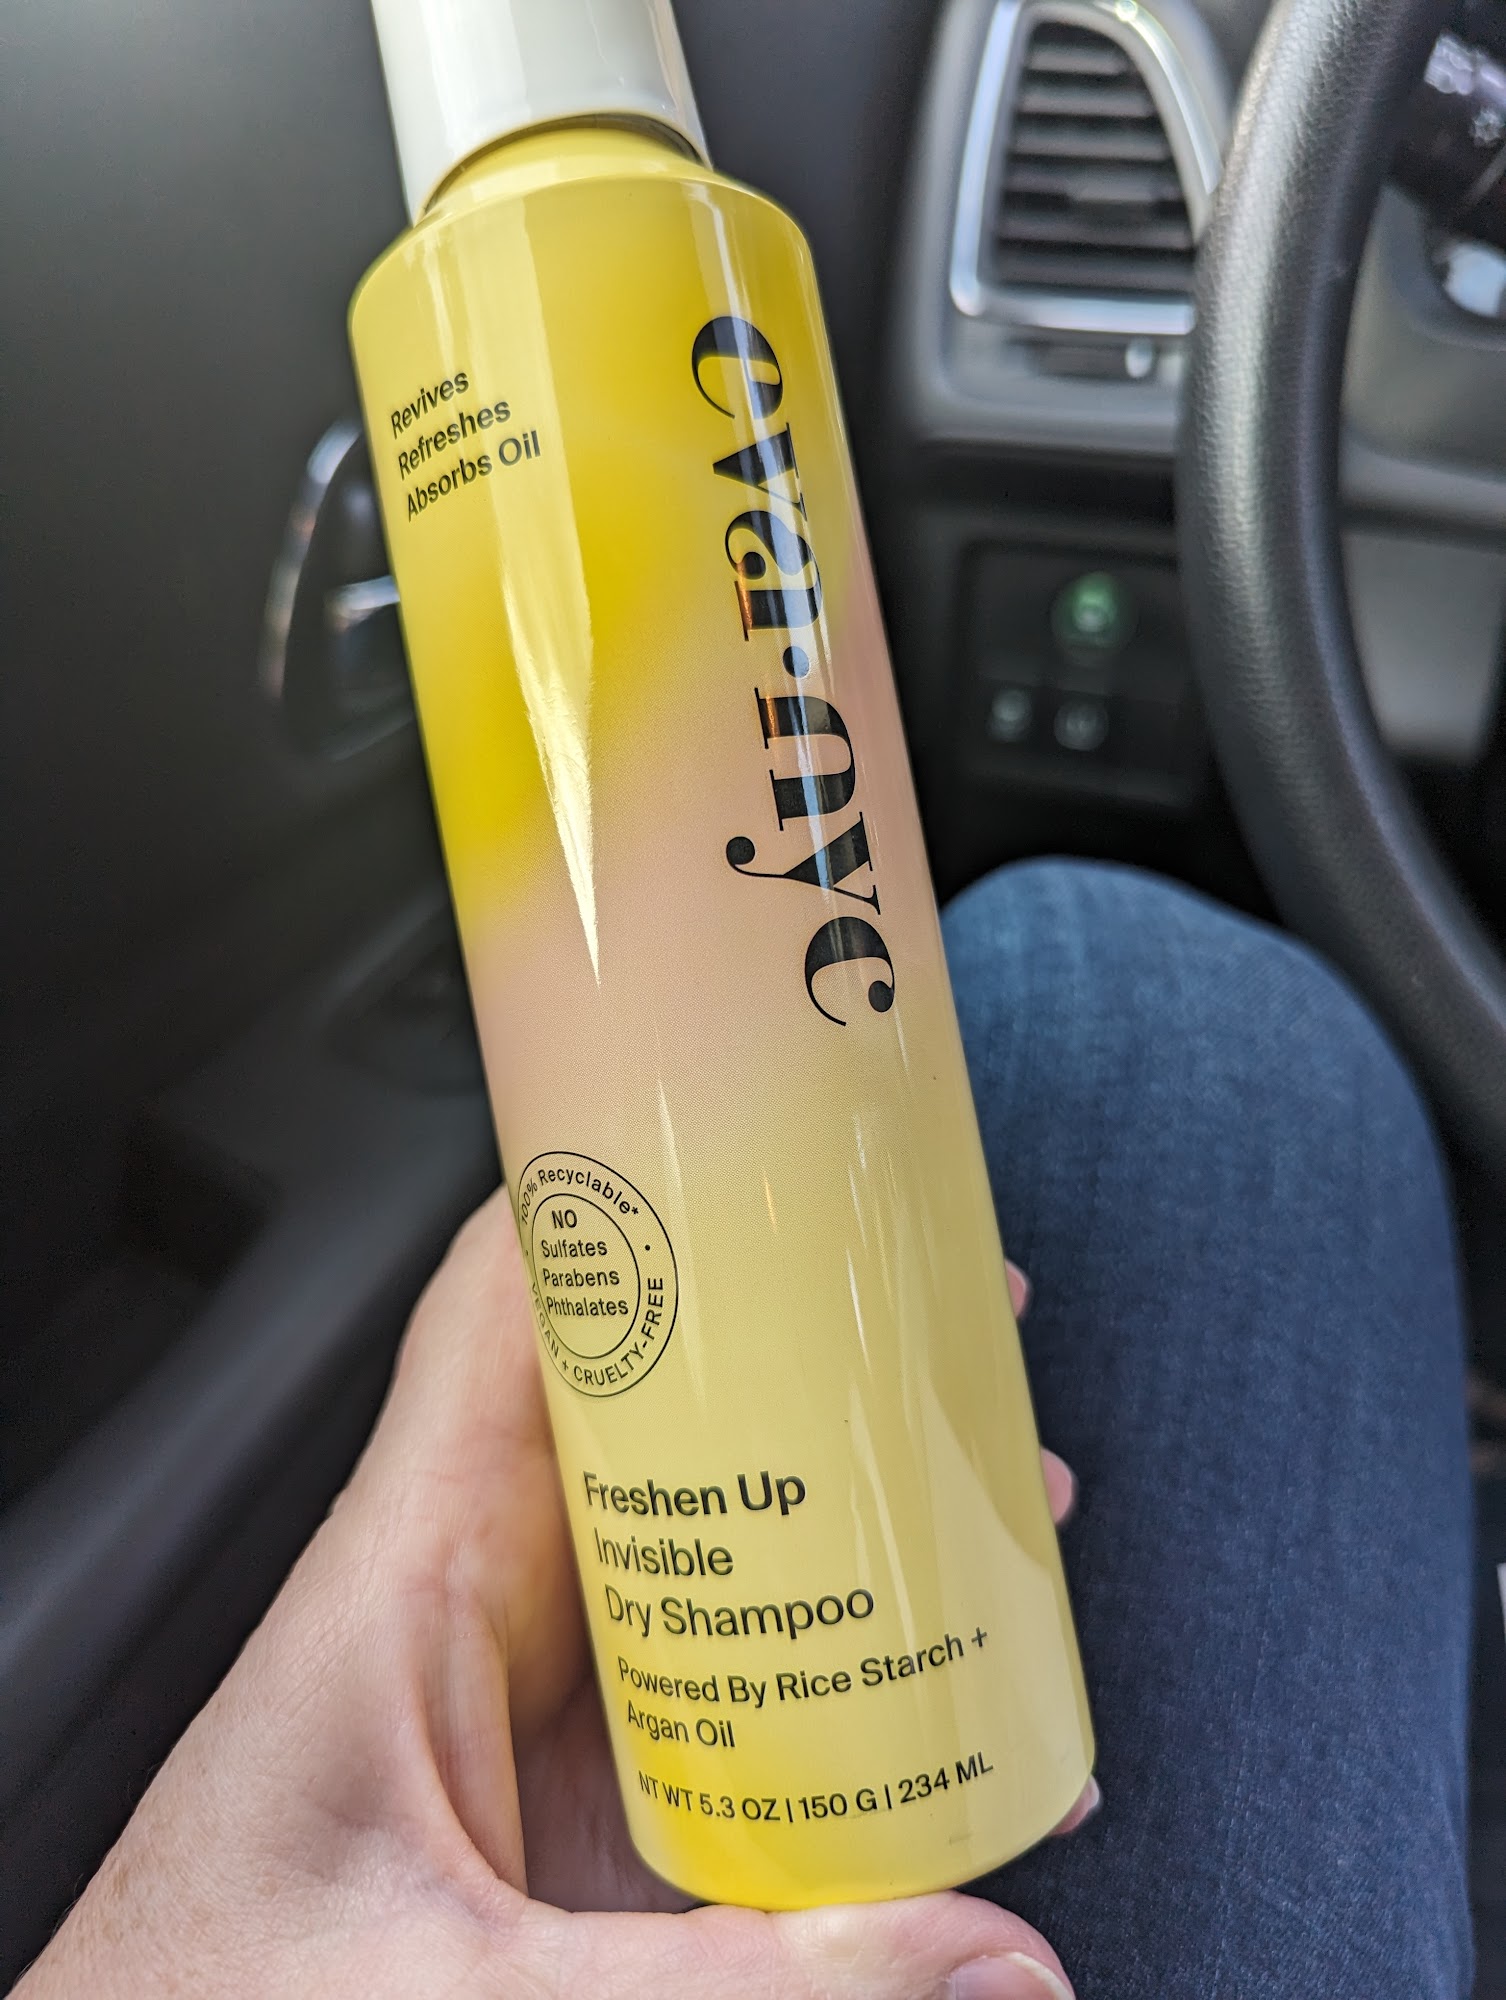 Revives
Refreshes
Absorbs Oil
eva·nyc
100% Recyclable*
NO
Sulfates
Parabens
Phthalates
VEGAN + CRUELTY-FREE
Freshen Up
Invisible
Dry Shampoo
Powered By Rice Starch +
Argan Oil
NT WT 5.3 OZ | 150 G | 234 ML